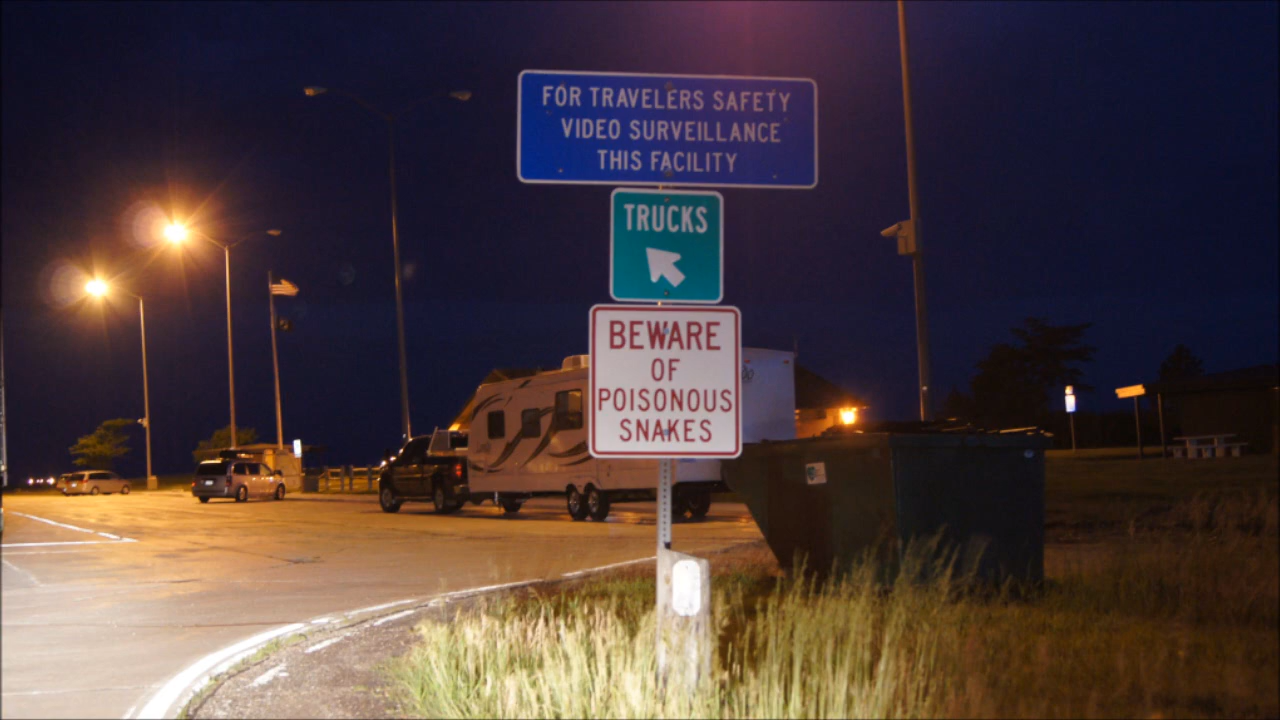 FOR TRAVELERS SAFETY
VIDEO SURVEILLANCE
THIS FACILITY
TRUCKS
BEWARE
OF
POISONOUS
SNAKES